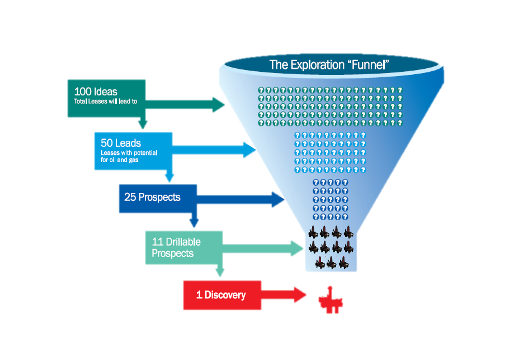 The Exploration "Funnel"
100 Ideas
Total Leases will lead to
50 Leads
Leases with potential
for oil and gas
25 Prospects
11 Drillable
Prospects
1 Discovery